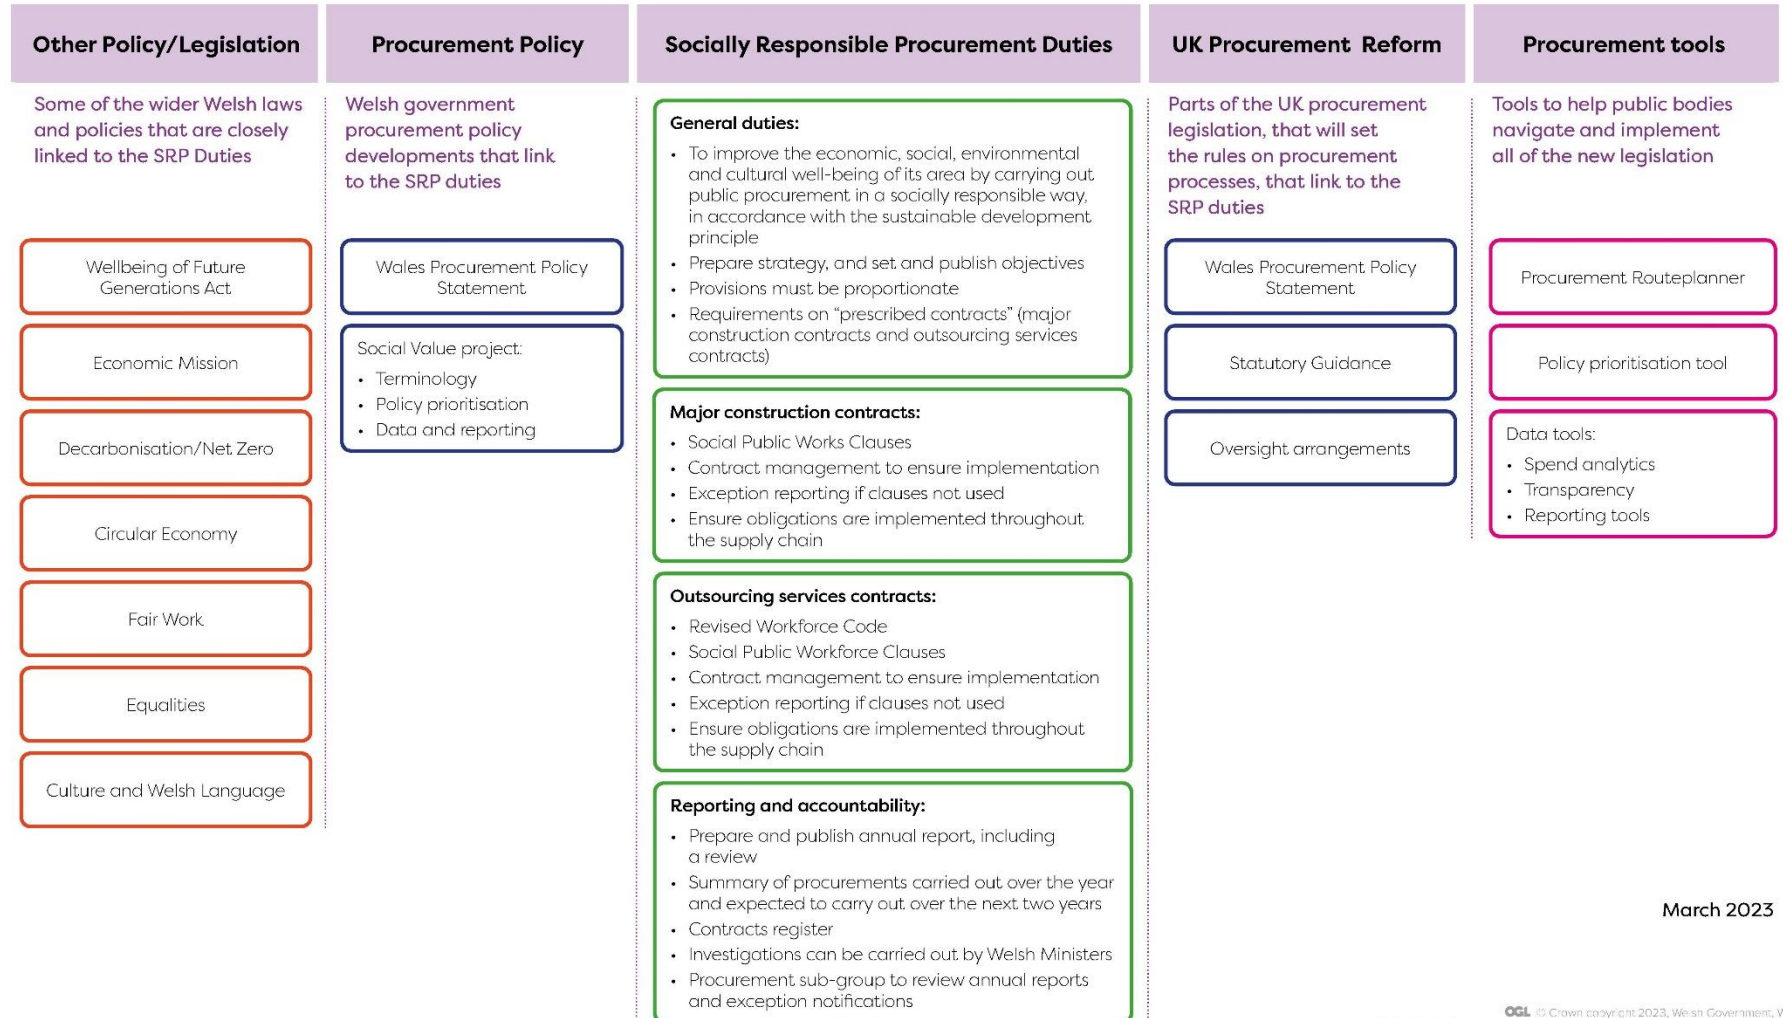 Other Policy/Legislation
Some of the wider Welsh laws
and policies that are closely
linked to the SRP Duties
Wellbeing of Future
Generations Act
Economic Mission
Decarbonisation/Net Zero
Circular Economy
Fair Work
Equalities
Culture and Welsh Language
Procurement Policy
Welsh government
procurement policy
developments that link
to the SRP duties
Wales Procurement Policy
Statement
Social Value project:
• Terminology
• Policy prioritisation
• Data and reporting
Socially Responsible Procurement Duties
General duties:
• To improve the economic, social, environmental
and cultural well-being of its area by carrying out
public procurement in a socially responsible way,
in accordance with the sustainable development
principle
• Prepare strategy, and set and publish objectives
• Provisions must be proportionate
• Requirements on “prescribed contracts” (major
construction contracts and outsourcing services
contracts)
Major construction contracts:
• Social Public Works Clauses
• Contract management to ensure implementation
• Exception reporting if clauses not used
• Ensure obligations are implemented throughout
the supply chain
Outsourcing services contracts:
• Revised Workforce Code
• Social Public Workforce Clauses
• Contract management to ensure implementation
• Exception reporting if clauses not used
• Ensure obligations are implemented throughout
the supply chain
Reporting and accountability:
• Prepare and publish annual report, including
a review
• Summary of procurements carried out over the year
and expected to carry out over the next two years
• Contracts register
• Investigations can be carried out by Welsh Ministers
• Procurement sub-group to review annual reports
and exception notifications
UK Procurement Reform
Parts of the UK procurement
legislation, that will set
the rules on procurement
processes, that link to the
SRP duties
Wales Procurement Policy
Statement
Statutory Guidance
Oversight arrangements
Procurement tools
Tools to help public bodies
navigate and implement
all of the new legislation
Procurement Routeplanner
Policy prioritisation tool
Data tools:
• Spend analytics
• Transparency
• Reporting tools
March 2023
OGL © Crown copyright 2023, Welsh Government,